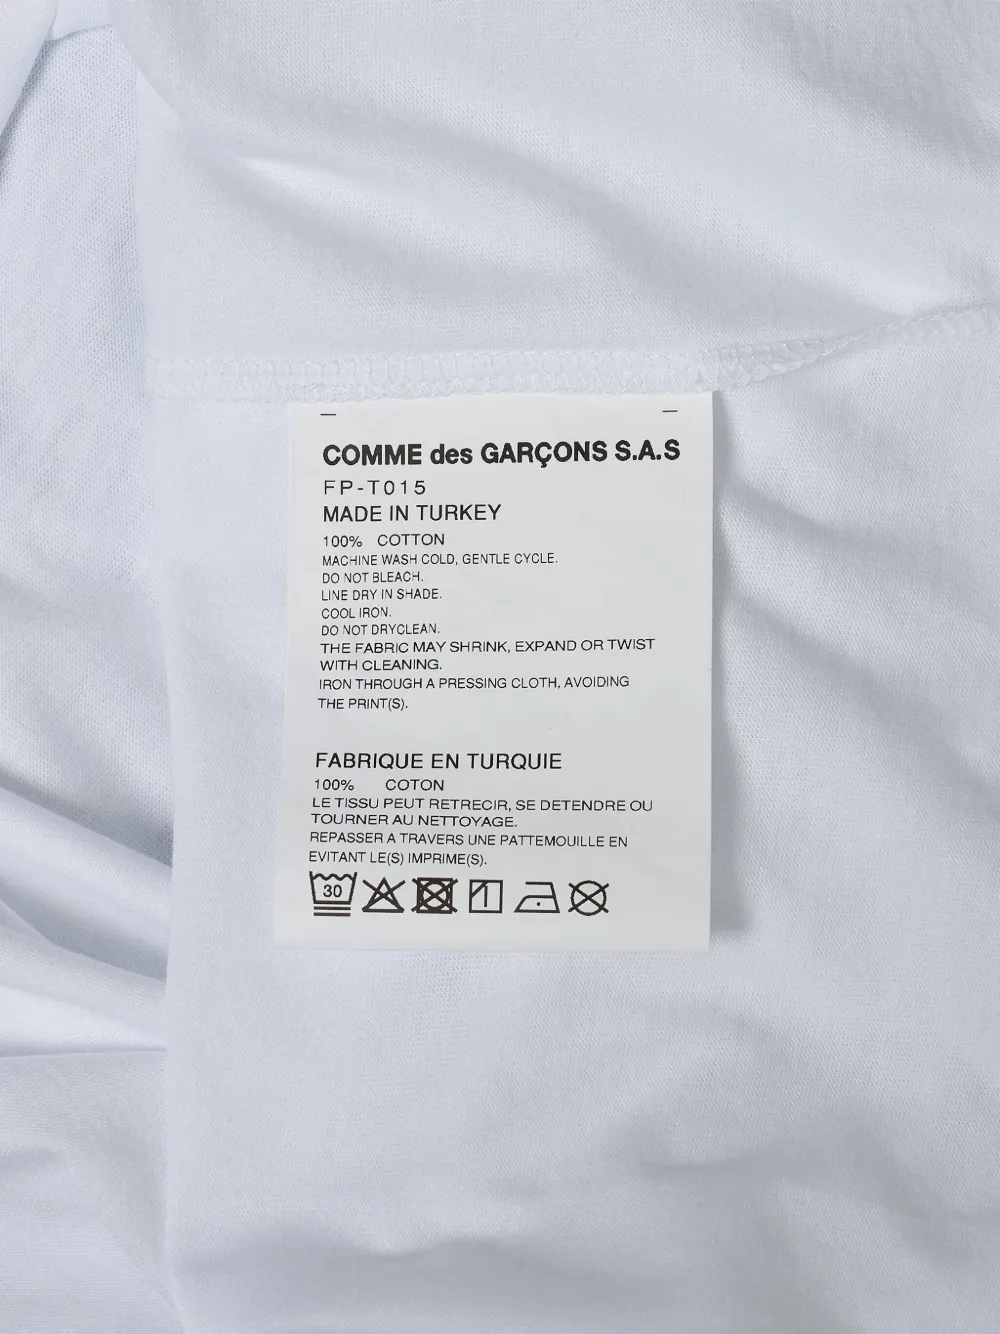 COMME des GARÇONS S.A.S
FP-T015
MADE IN TURKEY
100% COTTON
MACHINE WASH COLD, GENTLE CYCLE.
DO NOT BLEACH.
LINE DRY IN SHADE.
COOL IRON.
DO NOT DRYCLEAN.
THE FABRIC MAY SHRINK, EXPAND OR TWIST
WITH CLEANING.
IRON THROUGH A PRESSING CLOTH, AVOIDING
THE PRINT(S).
FABRIQUE EN TURQUIE
100% COTON
LE TISSU PEUT RETRECIR, SE DETENDRE OU
TOURNER AU NETTOYAGE.
REPASSER A TRAVERS UNE PATTEMOUILLE EN
EVITANT LE(S) IMPRIME(S).
30